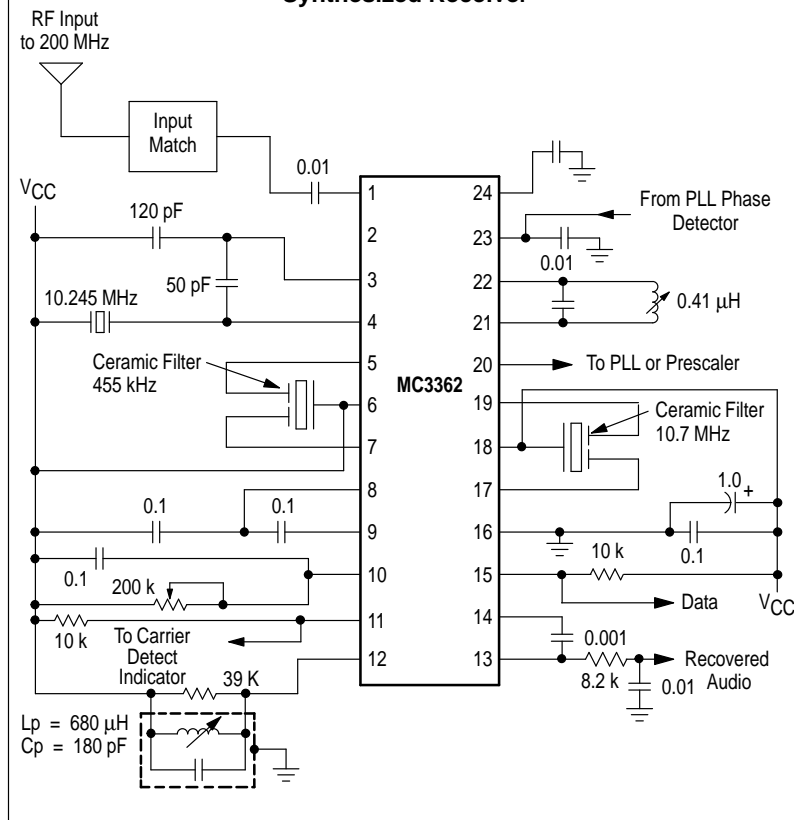 Synthesized Receiver
RF Input
to 200 MHz
Input
Match
0.01
VCC
120 pF
50 pF
10.245 MHz
Ceramic Filter
455 kHz
0.1
0.1
0.1
200 k
10 k
To Carrier
Detect
Indicator
39 K
Lp = 680 µH
Cp = 180 pF
1
2
3
4
5
6
7
8
9
10
11
12
MC3362
24
23
22
21
20
19
18
17
16
15
14
13
From PLL Phase
Detector
0.01
0.41 µH
To PLL or Prescaler
Ceramic Filter
10.7 MHz
1.0
+
0.1
10 k
Data
VCC
0.001
8.2 k
0.01
Recovered
Audio